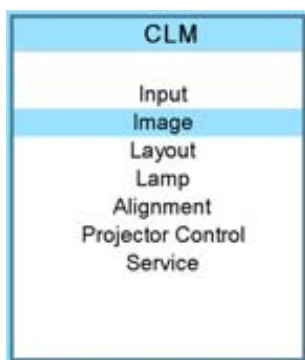 CLM
Input
Image
Layout
Lamp
Alignment
Projector Control
Service